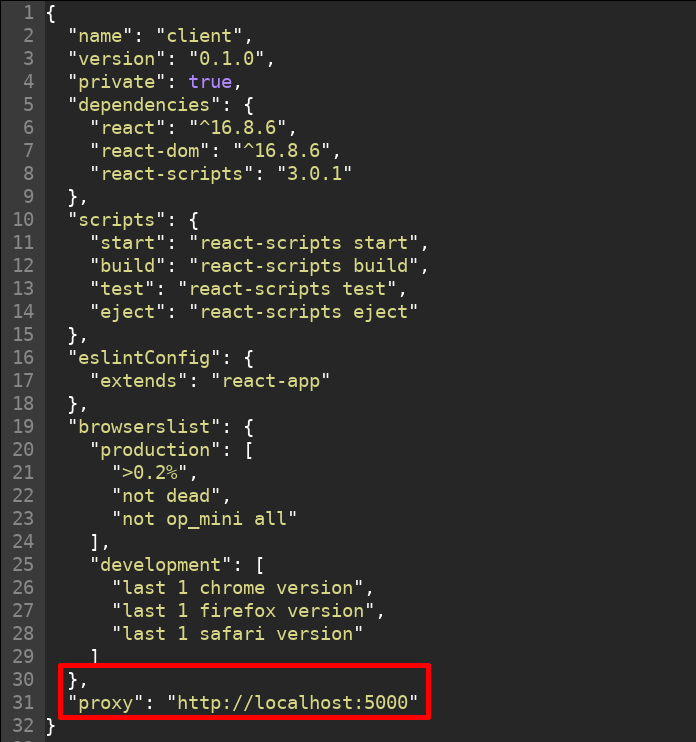 1 {
2 "name": "client",
3 "version": "0.1.0",
4 "private": true,
5 "dependencies": {
6 "react": "^16.8.6",
7 "react-dom": "^16.8.6",
8 "react-scripts": "3.0.1"
9 },
10 "scripts": {
11 "start": "react-scripts start",
12 "build": "react-scripts build",
13 "test": "react-scripts test",
14 "eject": "react-scripts eject"
15 },
16 "eslintConfig": {
17 "extends": "react-app"
18 },
19 "browserslist": {
20 "production": [
21 ">0.2%",
22 "not dead",
23 "not op_mini all"
24 ],
25 "development": [
26 "last 1 chrome version",
27 "last 1 firefox version",
28 "last 1 safari version"
29 ]
30 },
31 "proxy": "http://localhost:5000"
32 }